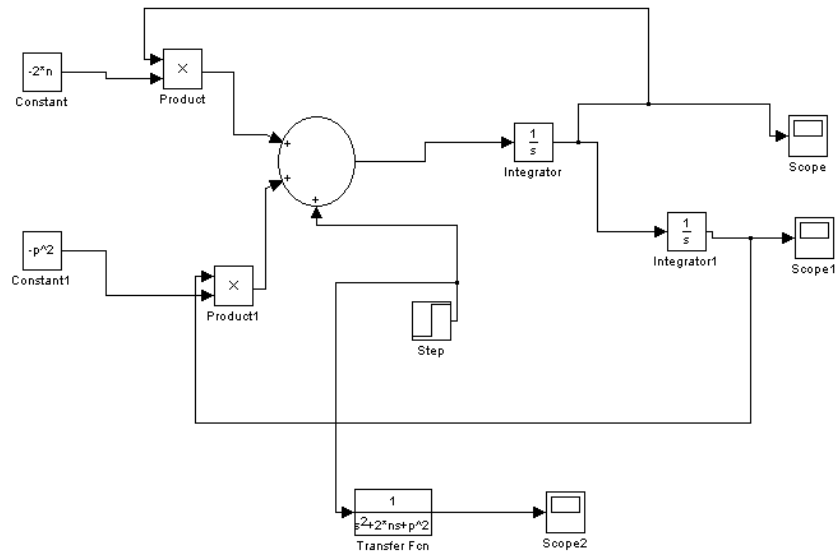 -2*n
Constant
×
Product
+
+
+
1
s
Integrator
Scope
1
s
Integrator1
Scope1
-p^2
Constant1
×
Product1
Step
1
s²+2*ns+p^2
Transfer Fcn
Scope2